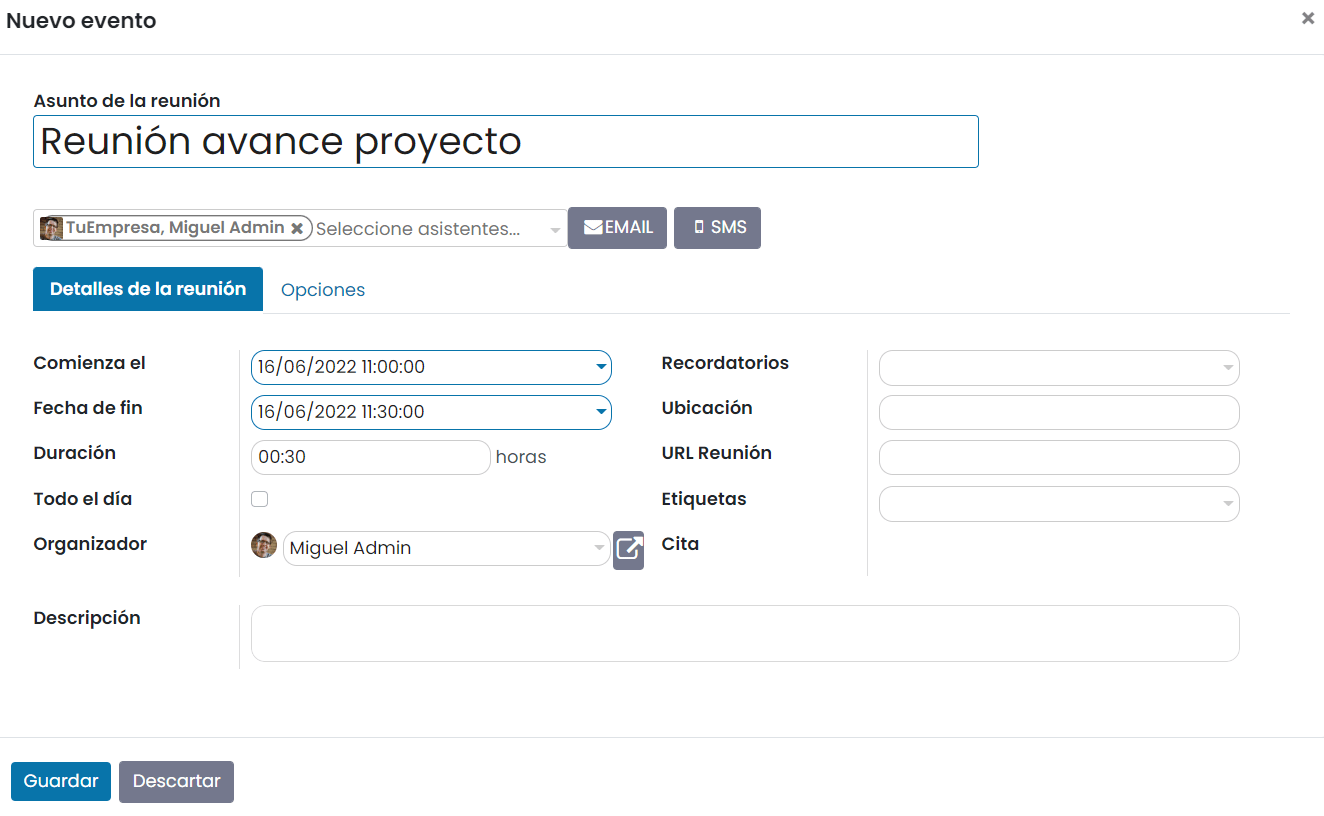 Nuevo evento ×
Asunto de la reunión
Reunión avance proyecto
TuEmpresa, Miguel Admin × Seleccione asistentes... EMAIL SMS
Detalles de la reunión Opciones
Comienza el 16/06/2022 11:00:00 Recordatorios
Fecha de fin 16/06/2022 11:30:00 Ubicación
Duración 00:30 horas URL Reunión
Todo el día Etiquetas
Organizador Miguel Admin Cita
Descripción
Guardar Descartar